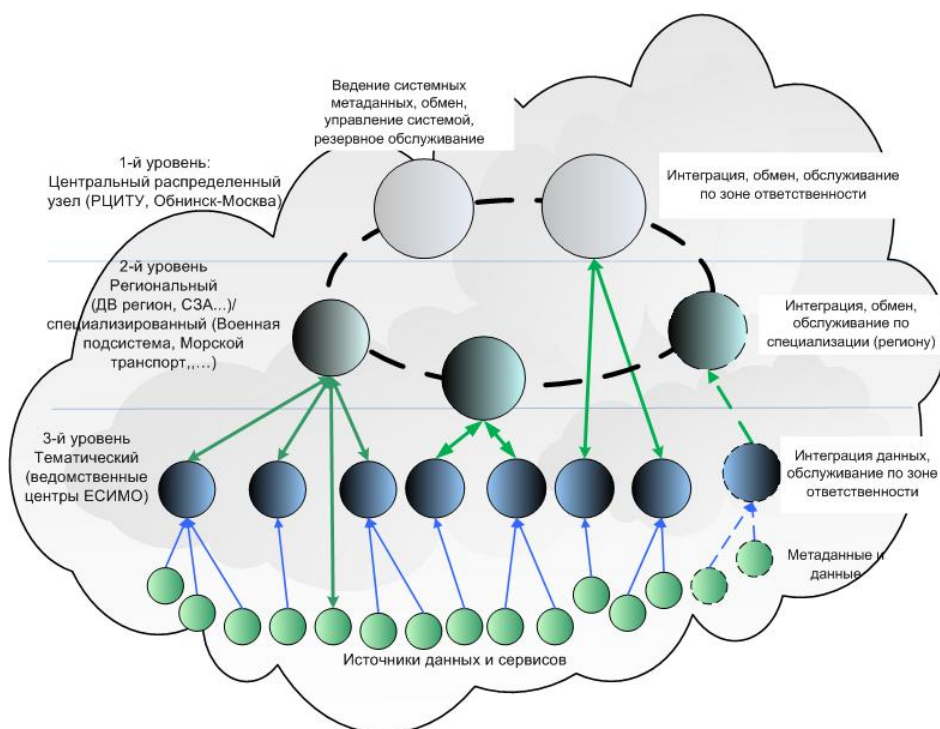 Ведение системных
метаданных, обмен,
управление системой,
резервное обслуживание
1-й уровень:
Центральный распределенный
узел (РЦИТУ, Обнинск-Москва)
Интеграция, обмен, обслуживание
по зоне ответственности
2-й уровень
Региональный
(ДВ регион, СЗА...)/
специализированный (Военная
подсистема, Морской
транспорт,,...)
Интеграция, обмен,
обслуживание по
специализации (региону)
3-й уровень
Тематический
(ведомственные
центры ЕСИМО)
Интеграция данных,
обслуживание по зоне
ответственности
Метаданные и
данные
Источники данных и сервисов